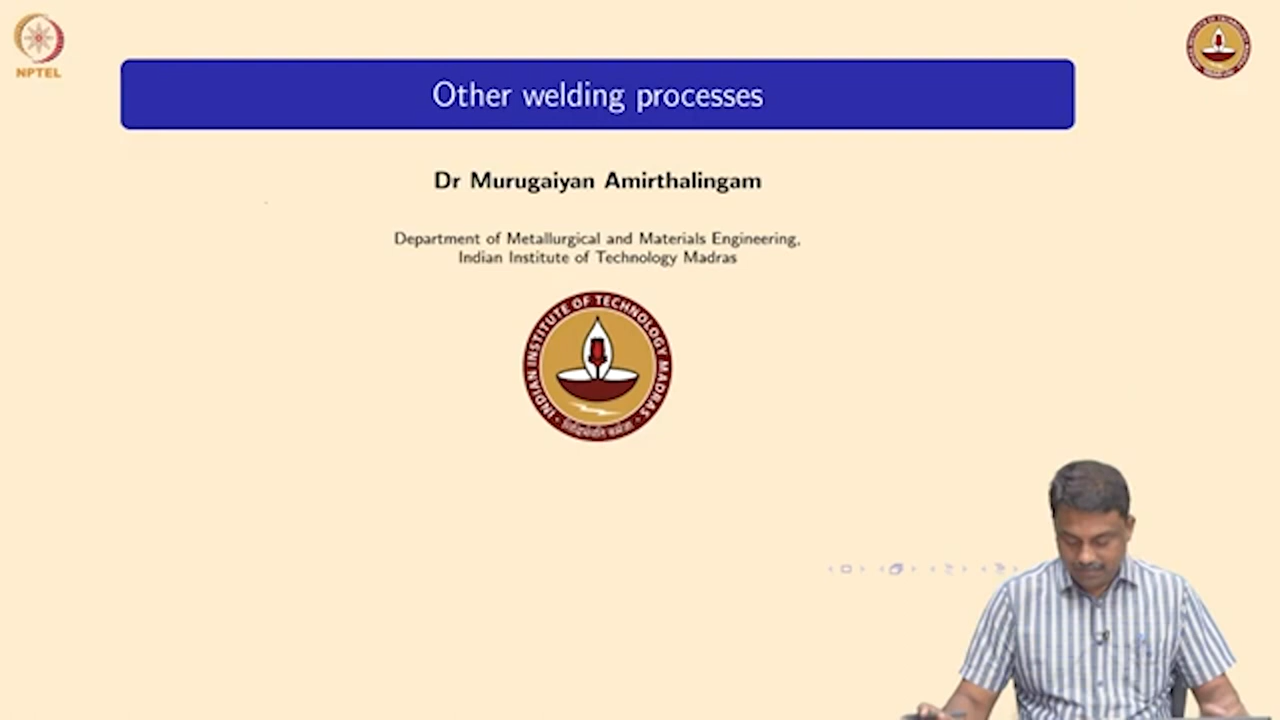 NPTEL
Other welding processes
Dr Murugaiyan Amirthalingam
Department of Metallurgical and Materials Engineering,
Indian Institute of Technology Madras
INDIAN INSTITUTE OF TECHNOLOGY MADRAS